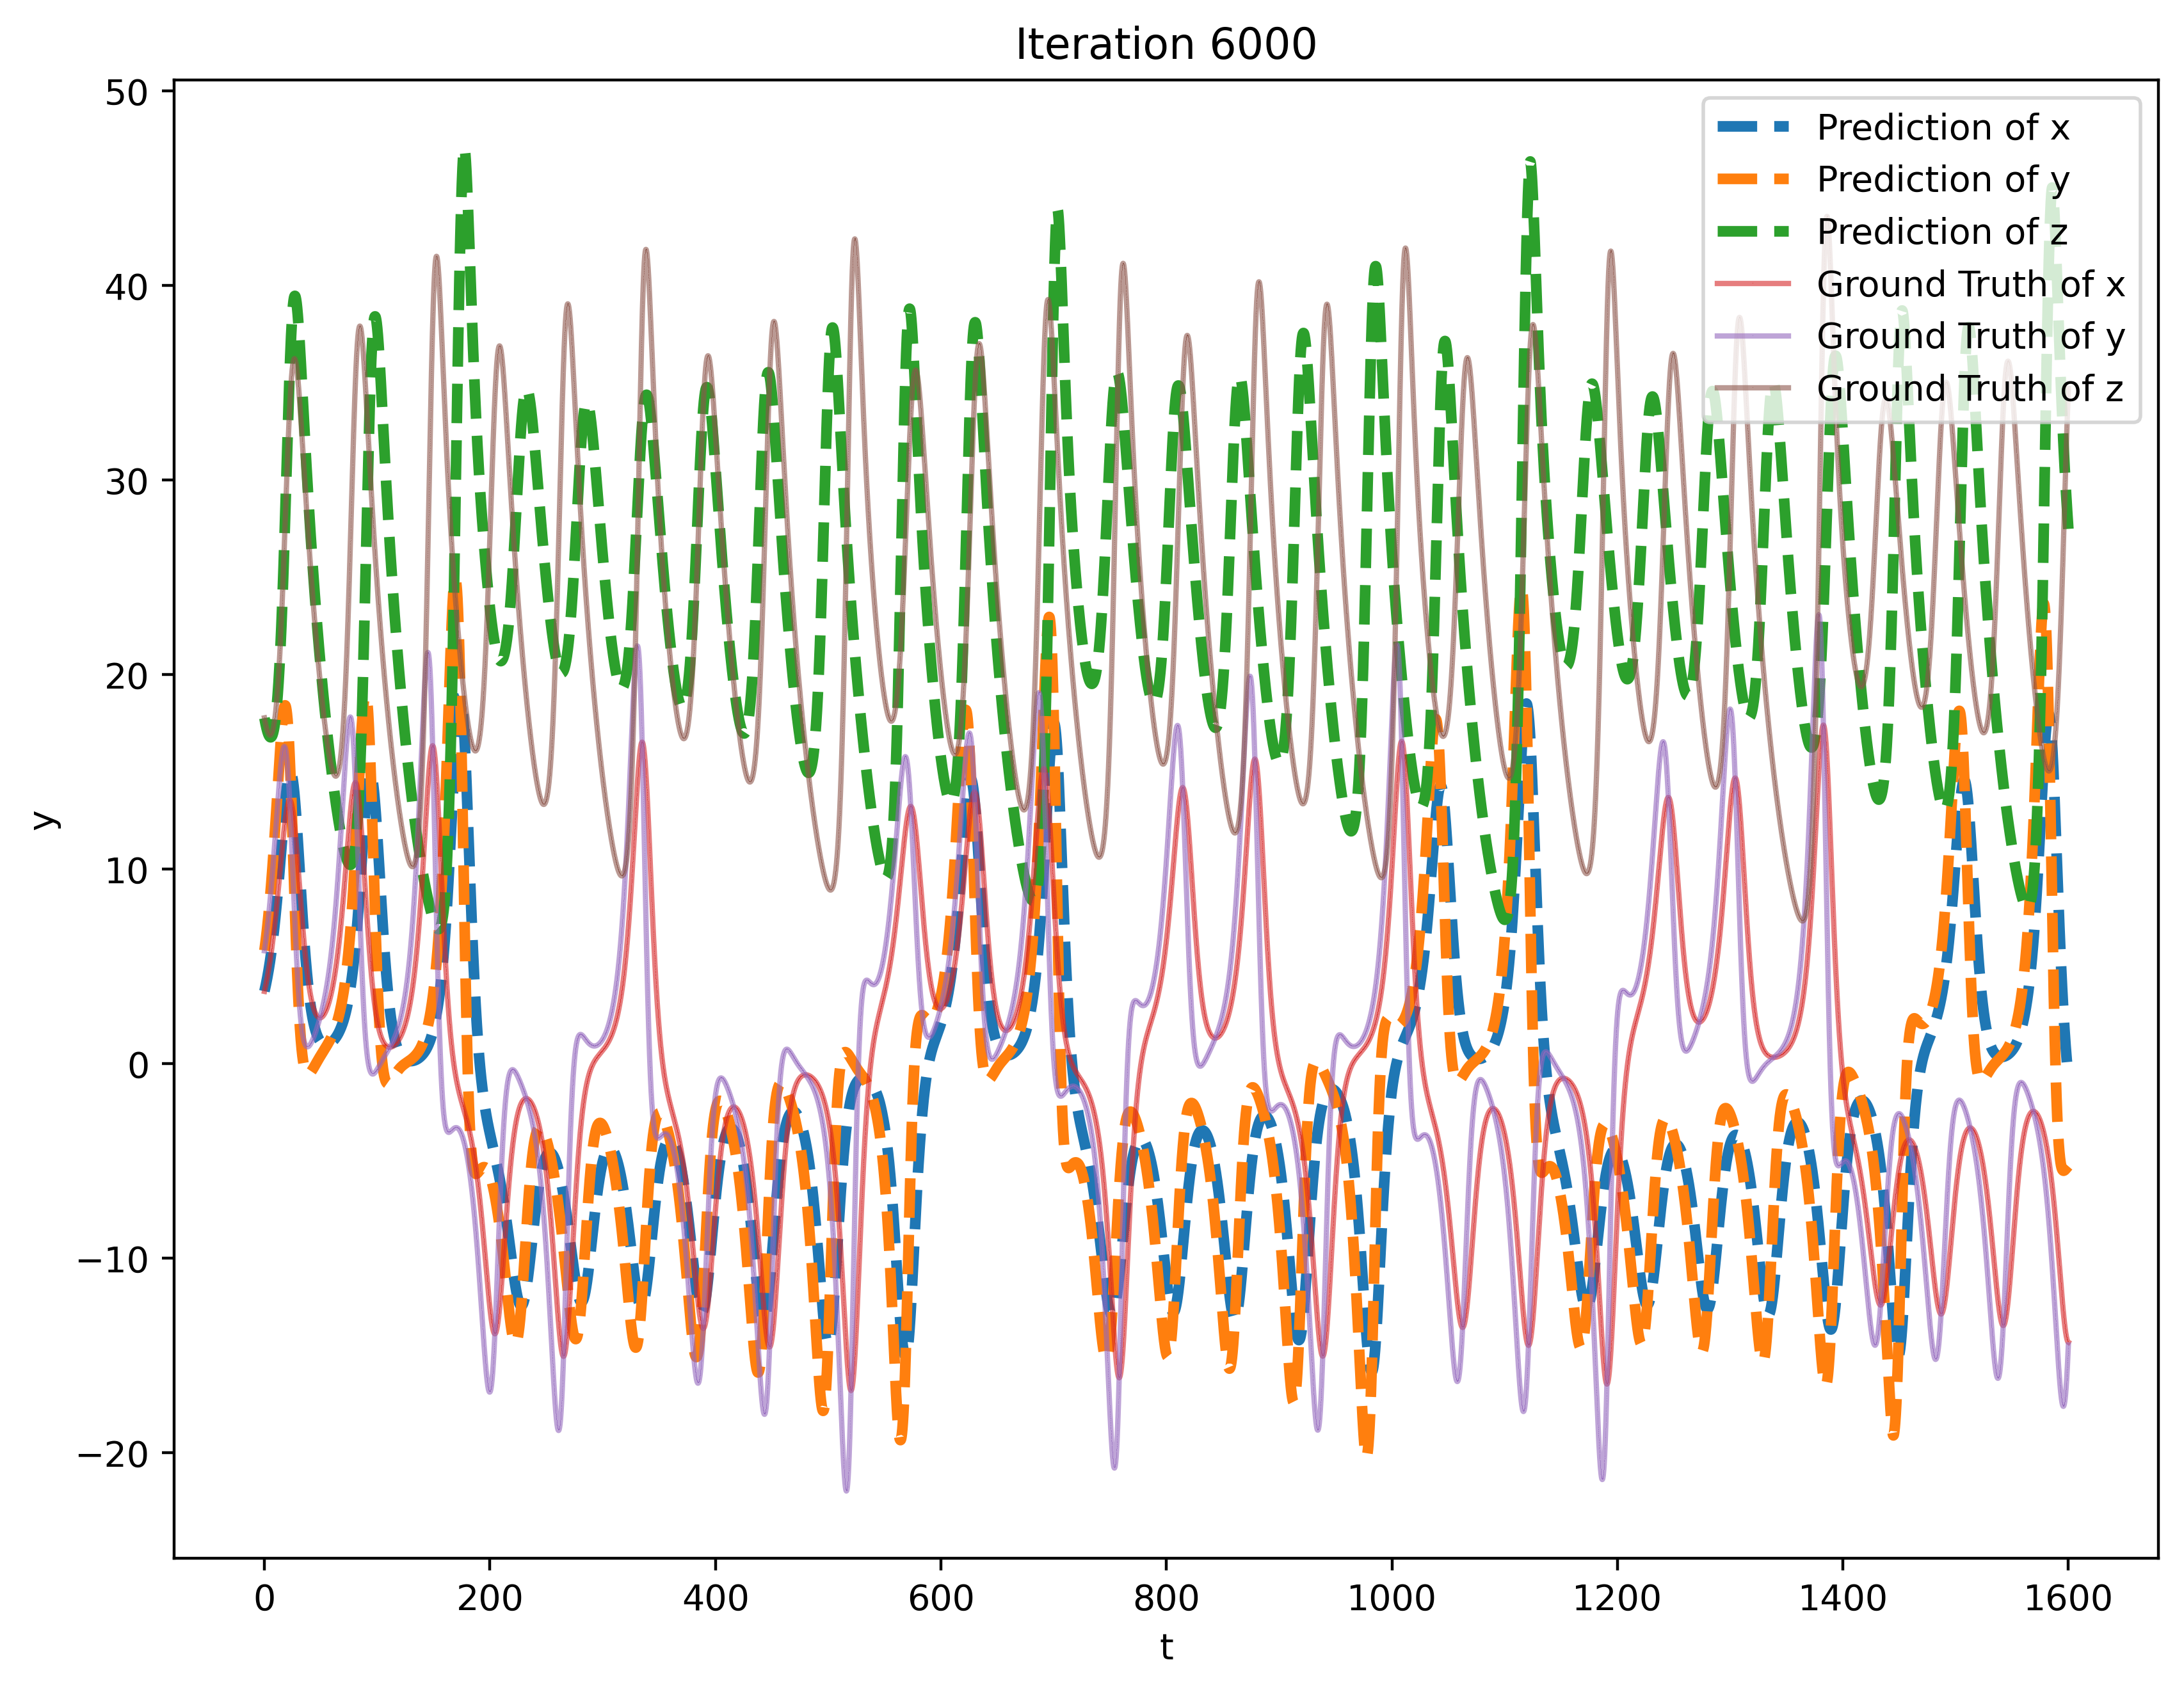 Iteration 6000
50
40
30
20
10
0
−10
−20
y
0
200
400
600
800
1000
1200
1400
1600
t
Prediction of x
Prediction of y
Prediction of z
Ground Truth of x
Ground Truth of y
Ground Truth of z